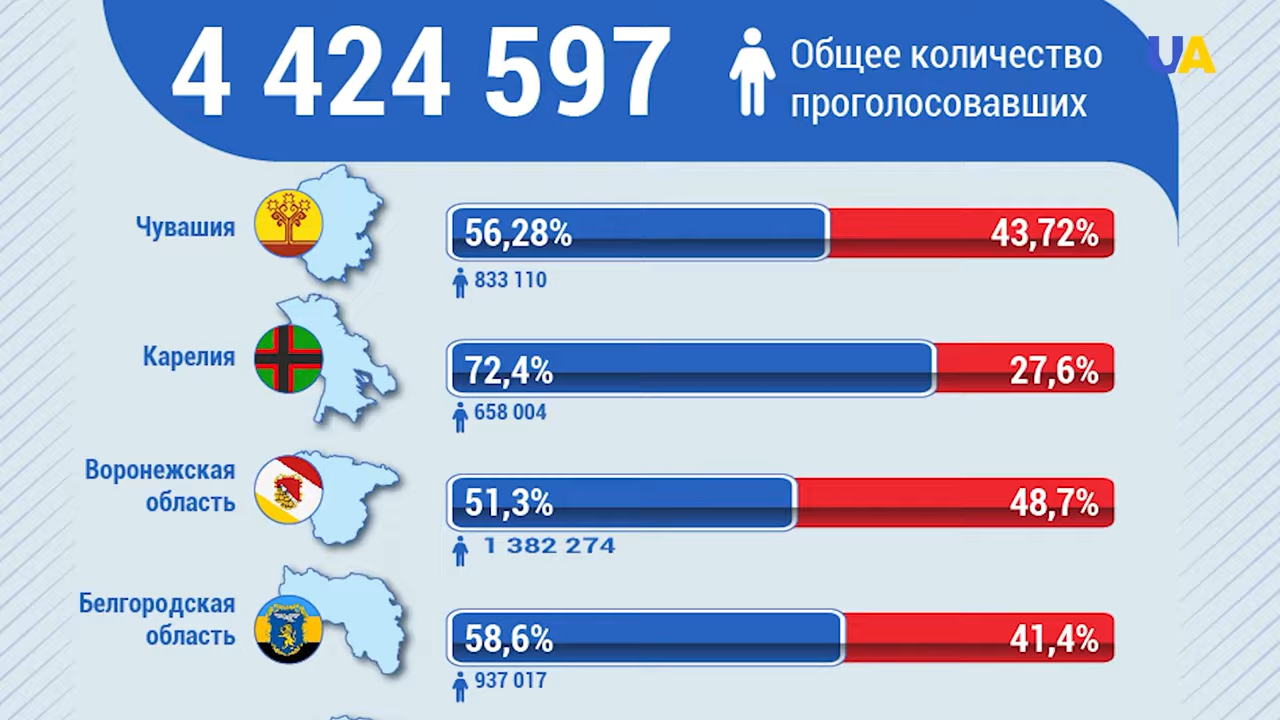 4 424 597
Общее количество
проголосовавших
UA
Чувашия
56,28%
43,72%
833 110
Карелия
72,4%
27,6%
658 004
Воронежская
область
51,3%
48,7%
1 382 274
Белгородская
область
58,6%
41,4%
937 017